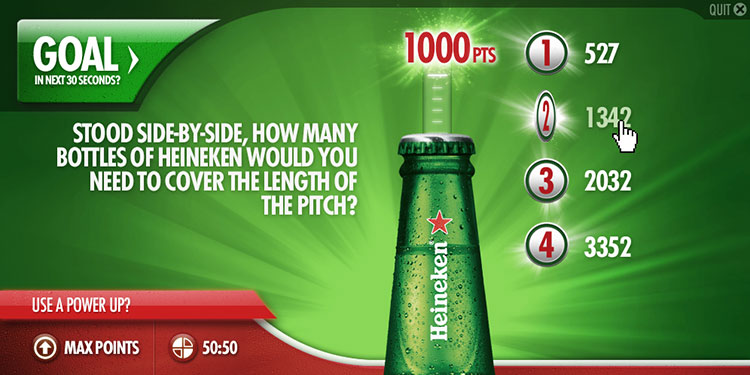 QUIT
GOAL
IN NEXT 30 SECONDS?
1000 PTS
1 527
2 1342
3 2032
4 3352
STOOD SIDE-BY-SIDE, HOW MANY
BOTTLES OF HEINEKEN WOULD YOU
NEED TO COVER THE LENGTH OF
THE PITCH?
Heineken®
USE A POWER UP?
MAX POINTS
50:50